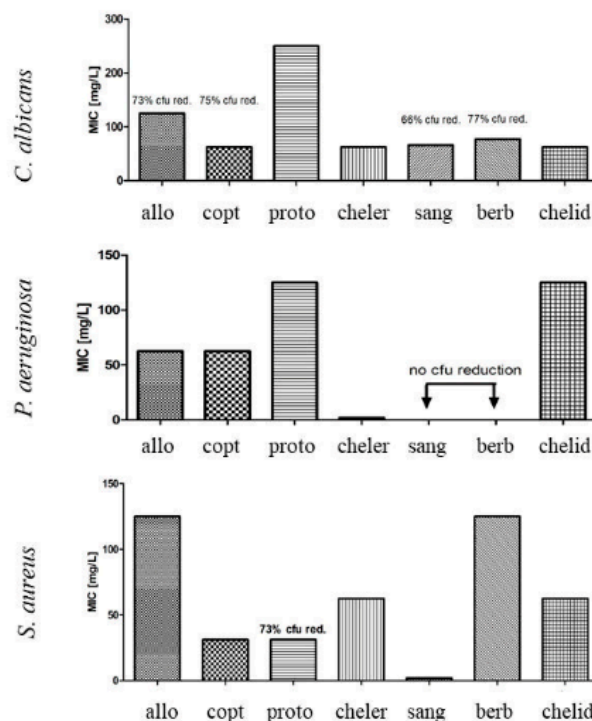 C. albicans
MIC [mg/L]
300
200
100
0
73% cfu red.
75% cfu red.
66% cfu red.
77% cfu red.
allo copt proto cheler sang berb chelid
P. aeruginosa
MIC [mg/L]
150
100
50
0
no cfu reduction
allo copt proto cheler sang berb chelid
S. aureus
MIC [mg/L]
150
100
50
0
73% cfu red.
allo copt proto cheler sang berb chelid